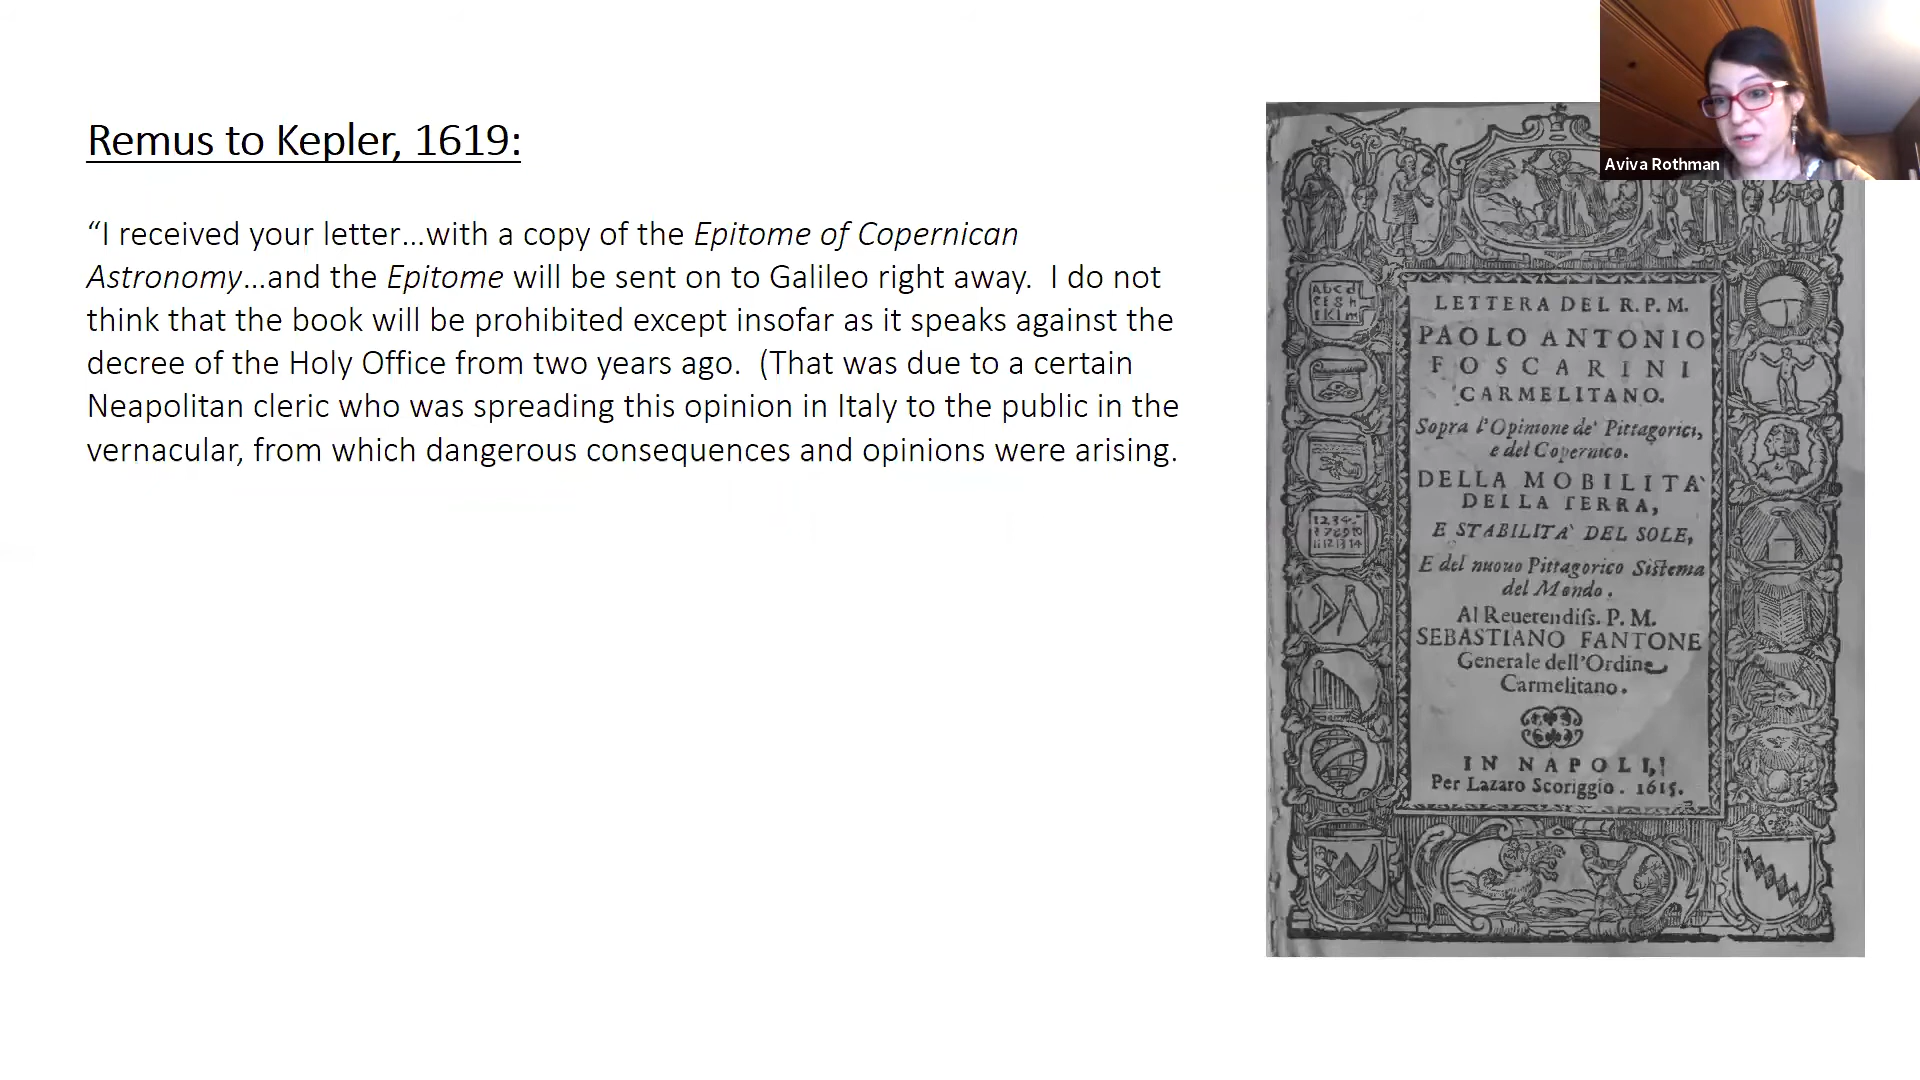 Aviva Rothman
Remus to Kepler, 1619:
“I received your letter...with a copy of the Epitome of Copernican
Astronomy...and the Epitome will be sent on to Galileo right away.  I do not
think that the book will be prohibited except insofar as it speaks against the
decree of the Holy Office from two years ago.  (That was due to a certain
Neapolitan cleric who was spreading this opinion in Italy to the public in the
vernacular, from which dangerous consequences and opinions were arising.
LETTERA DEL R. P. M.
PAOLO ANTONIO
FOSCARINI
CARMELITANO.
Sopra l'Opinione de' Pittagorici,
e del Copernico.
DELLA MOBILITA'
DELLA TERRA,
E STABILITA' DEL SOLE,
E del nuouo Pittagorico Sistema
del Mondo.
Al Reuerendiss. P. M.
SEBASTIANO FANTONE
Generale dell'Ordine
Carmelitano.
IN NAPOLI,
Per Lazaro Scoriggio. 1615.